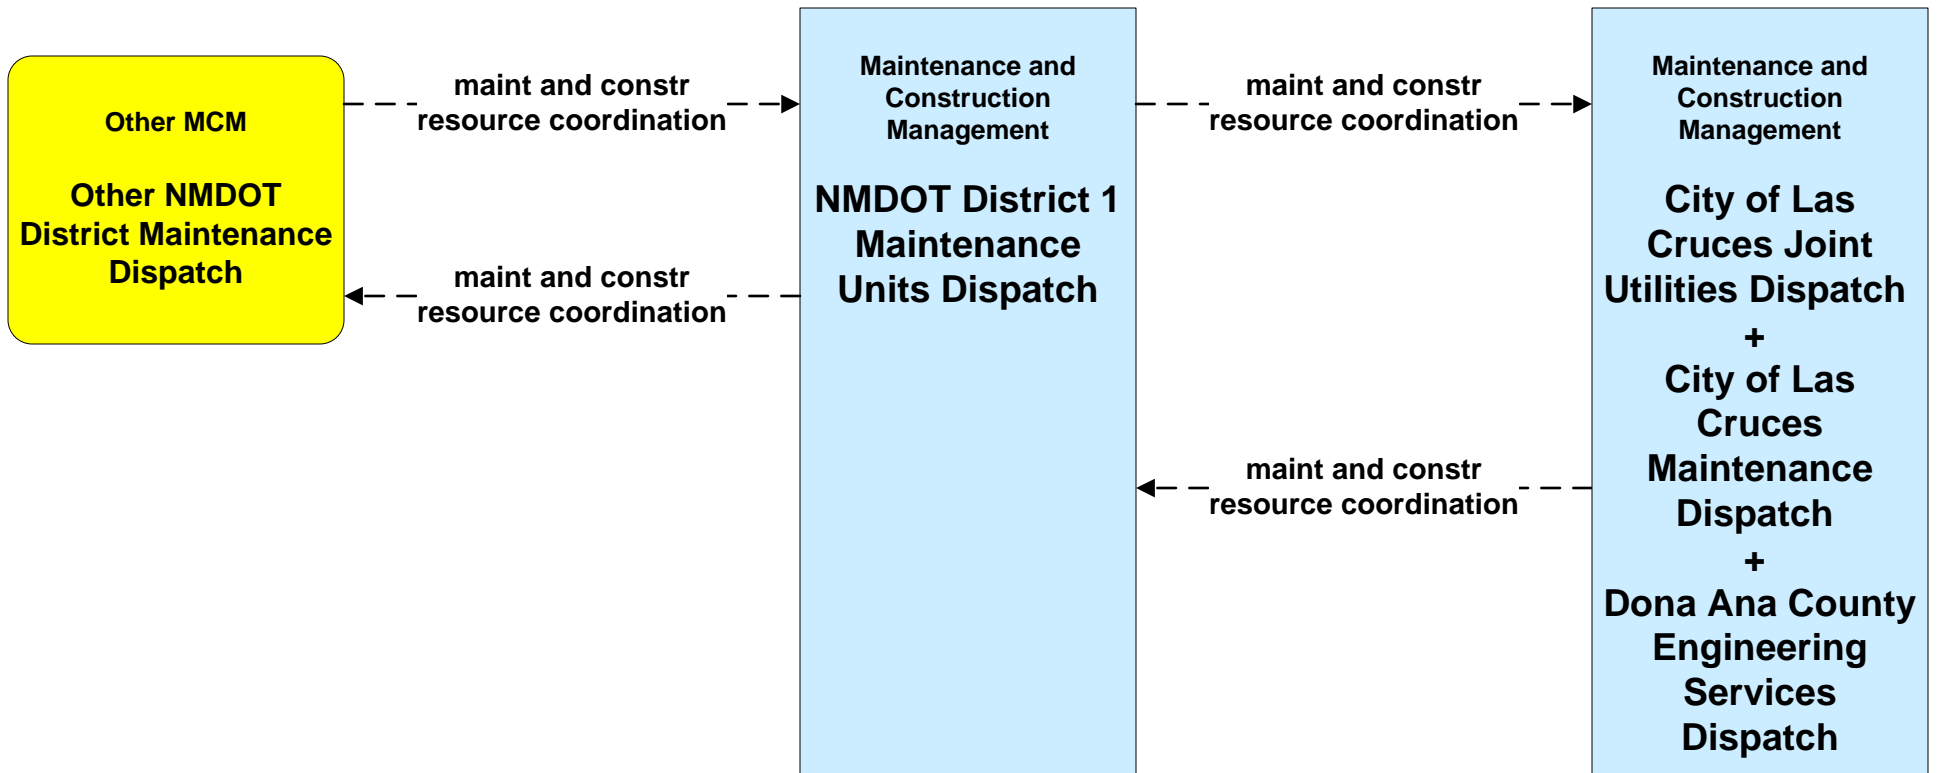 Other MCM
Other NMDOT
District Maintenance
Dispatch
maint and constr
resource coordination
maint and constr
resource coordination
Maintenance and
Construction
Management
NMDOT District 1
Maintenance
Units Dispatch
maint and constr
resource coordination
maint and constr
resource coordination
Maintenance and
Construction
Management
City of Las
Cruces Joint
Utilities Dispatch
+
City of Las
Cruces
Maintenance
Dispatch
+
Dona Ana County
Engineering
Services
Dispatch